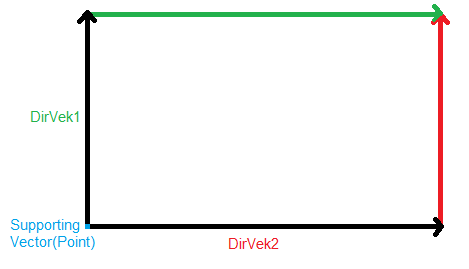 DirVek1
Supporting
Vector(Point)
DirVek2